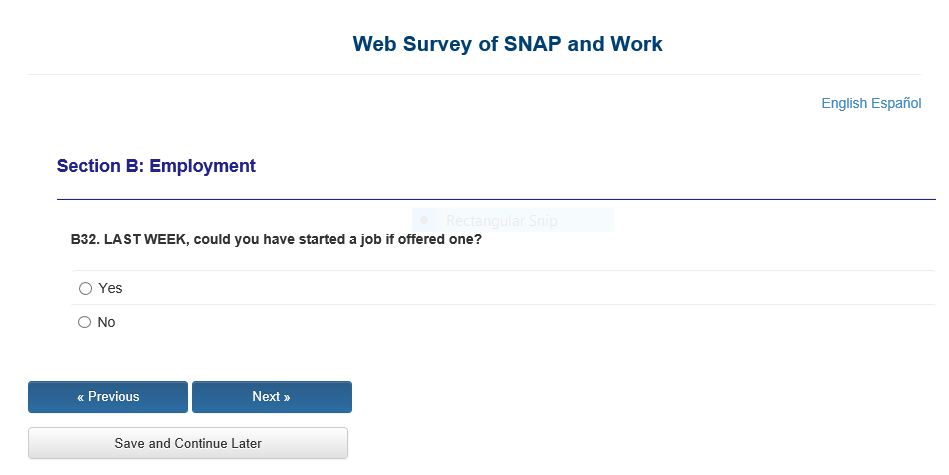 Web Survey of SNAP and Work
English Español
Section B: Employment
Rectangular Snip
B32. LAST WEEK, could you have started a job if offered one?
Yes
No
« Previous
Next »
Save and Continue Later